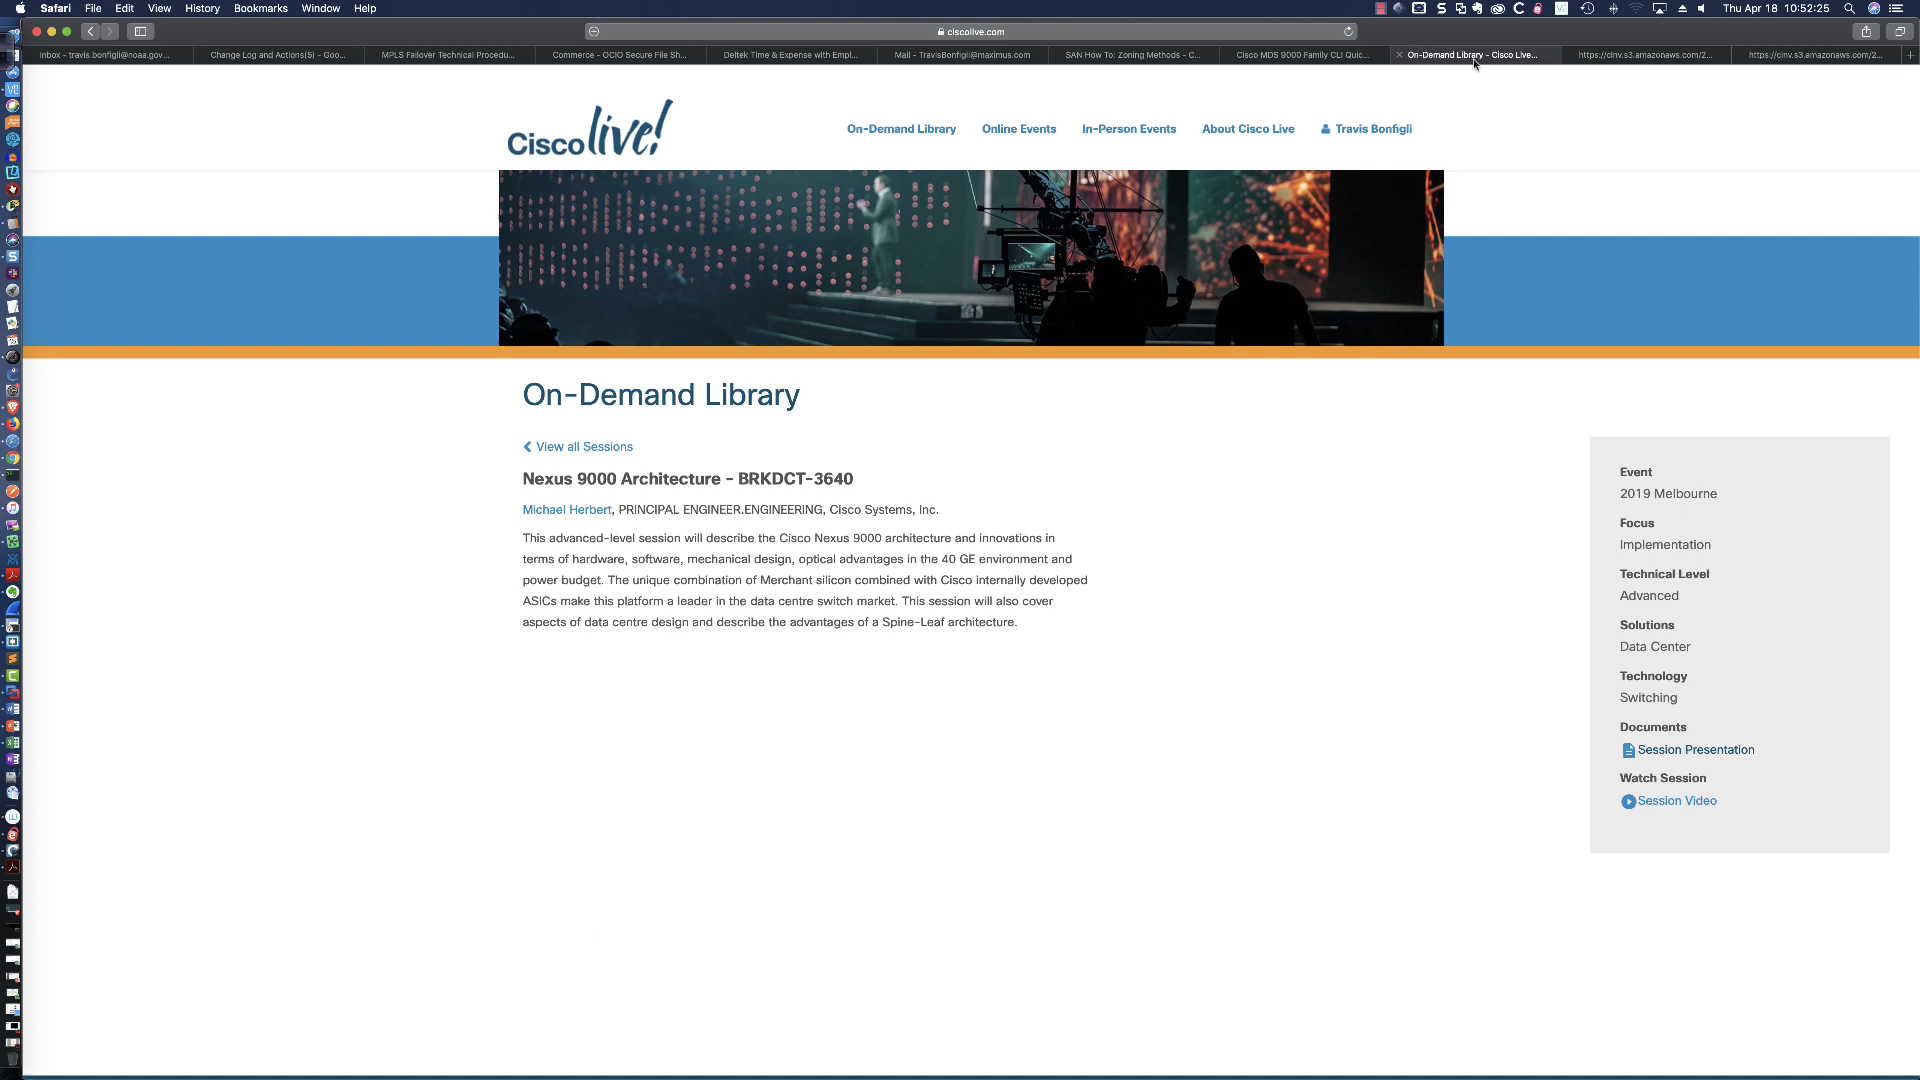 Safari File Edit View History Bookmarks Window Help
Thu Apr 18 10:52:25
ciscolive.com
Inbox - travis.bonfigli@noaa.gov...
Change Log and Actions(5) - Goo...
MPLS Failover Technical Procedu...
Commerce - OCIO Secure File Sh...
Deltek Time & Expense with Empl...
Mail - TravisBonfigli@maximus.com
SAN How To: Zoning Methods - C...
Cisco MDS 9000 Family CLI Quic...
On-Demand Library - Cisco Live...
https://clnv.s3.amazonaws.com/2...
https://clnv.s3.amazonaws.com/2...
Cisco live!
On-Demand Library
Online Events
In-Person Events
About Cisco Live
Travis Bonfigli
On-Demand Library
View all Sessions
Nexus 9000 Architecture - BRKDCT-3640
Michael Herbert, PRINCIPAL ENGINEER.ENGINEERING, Cisco Systems, Inc.
This advanced-level session will describe the Cisco Nexus 9000 architecture and innovations in
terms of hardware, software, mechanical design, optical advantages in the 40 GE environment and
power budget. The unique combination of Merchant silicon combined with Cisco internally developed
ASICs make this platform a leader in the data centre switch market. This session will also cover
aspects of data centre design and describe the advantages of a Spine-Leaf architecture.
Event
2019 Melbourne
Focus
Implementation
Technical Level
Advanced
Solutions
Data Center
Technology
Switching
Documents
Session Presentation
Watch Session
Session Video